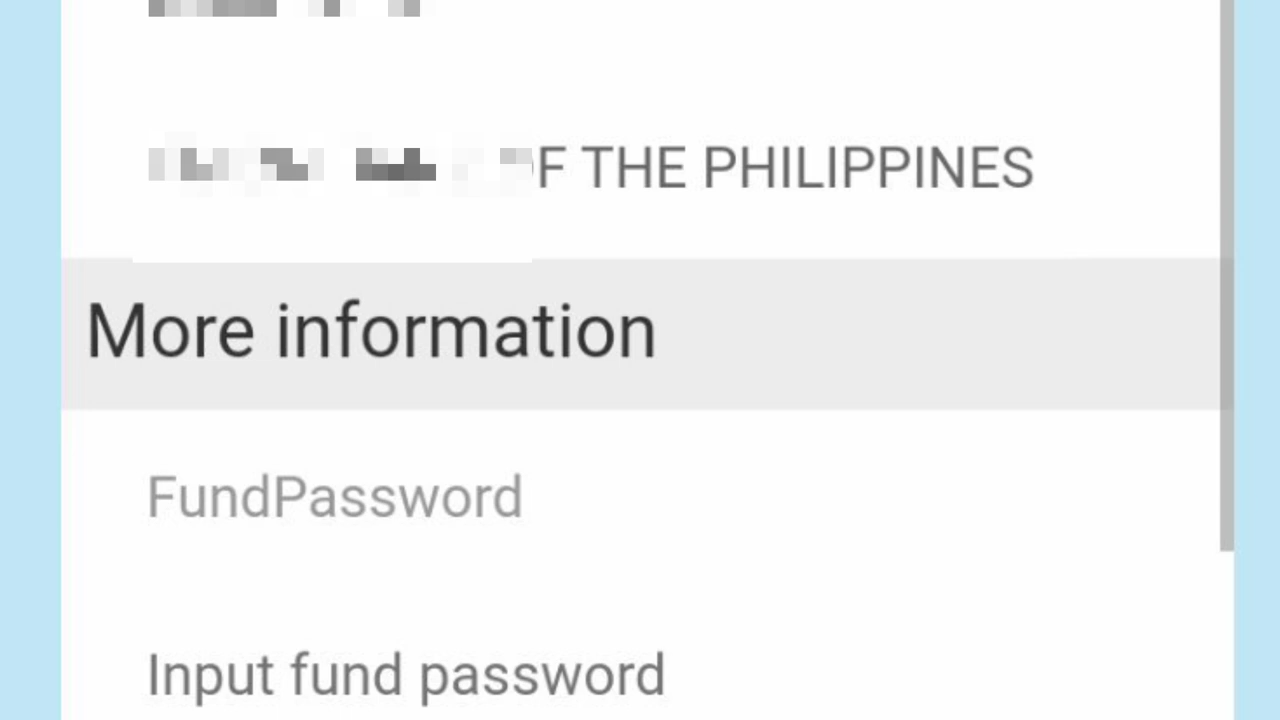 F THE PHILIPPINES
More information
FundPassword
Input fund password